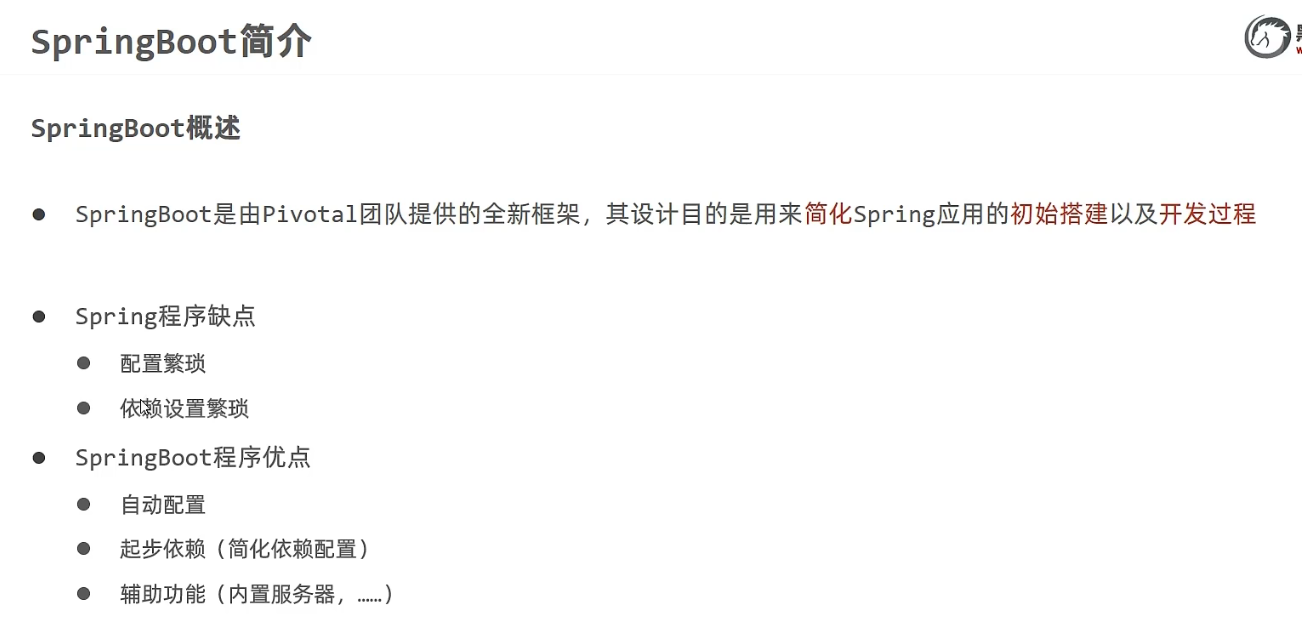 SpringBoot简介
SpringBoot概述
SpringBoot是由Pivotal团队提供的全新框架，其设计目的是用来简化Spring应用的初始搭建以及开发过程
Spring程序缺点
配置繁琐
依赖设置繁琐
SpringBoot程序优点
自动配置
起步依赖（简化依赖配置）
辅助功能（内置服务器，……）